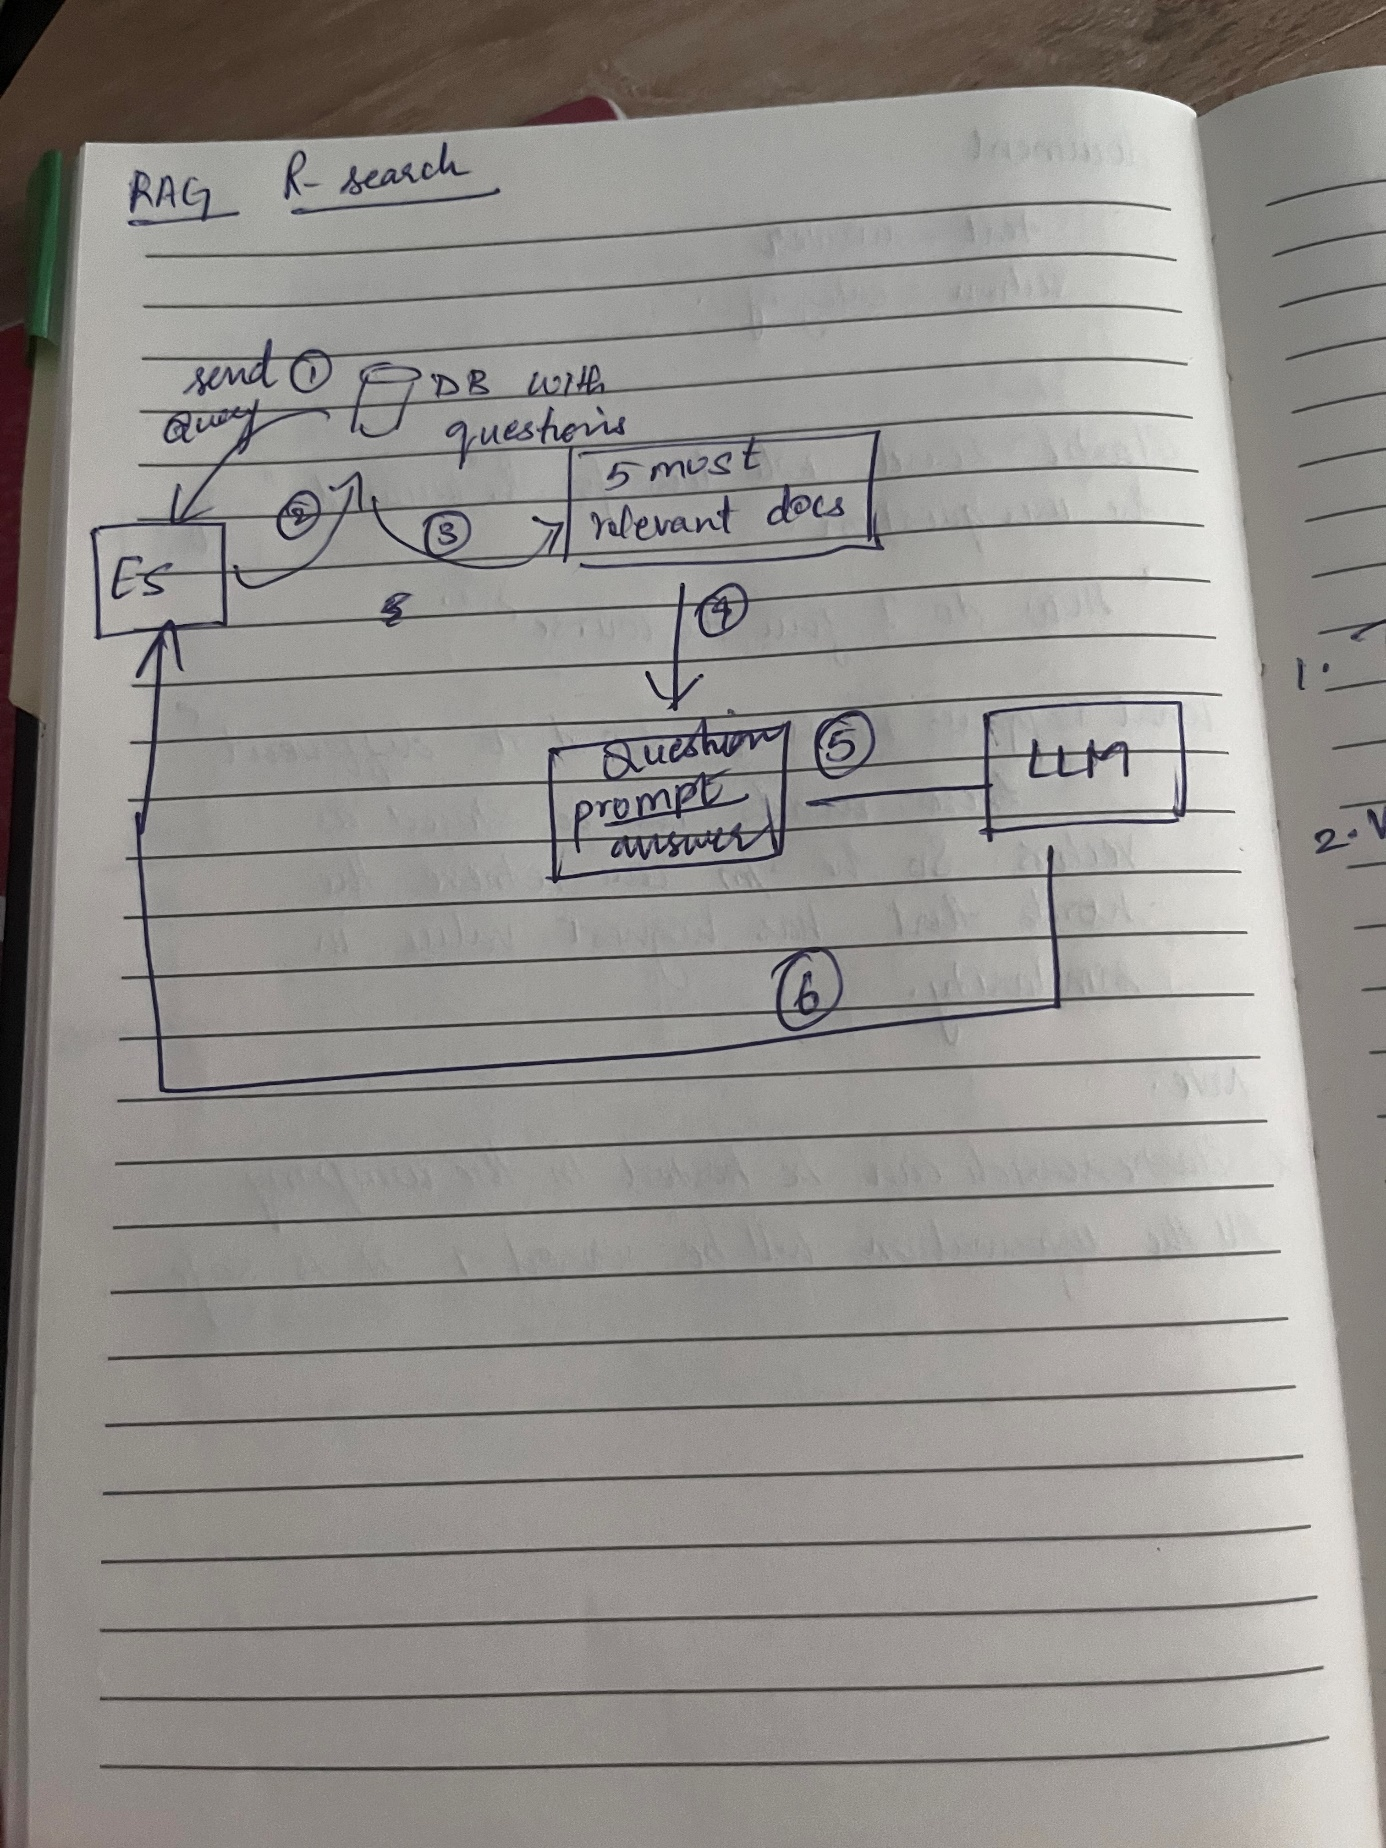 RAG R- search
send ① DB with
Query questions
5 most
② ③ relevant docs
ES
④
Question ⑤ LLM
prompt
answer
⑥
1.
2.